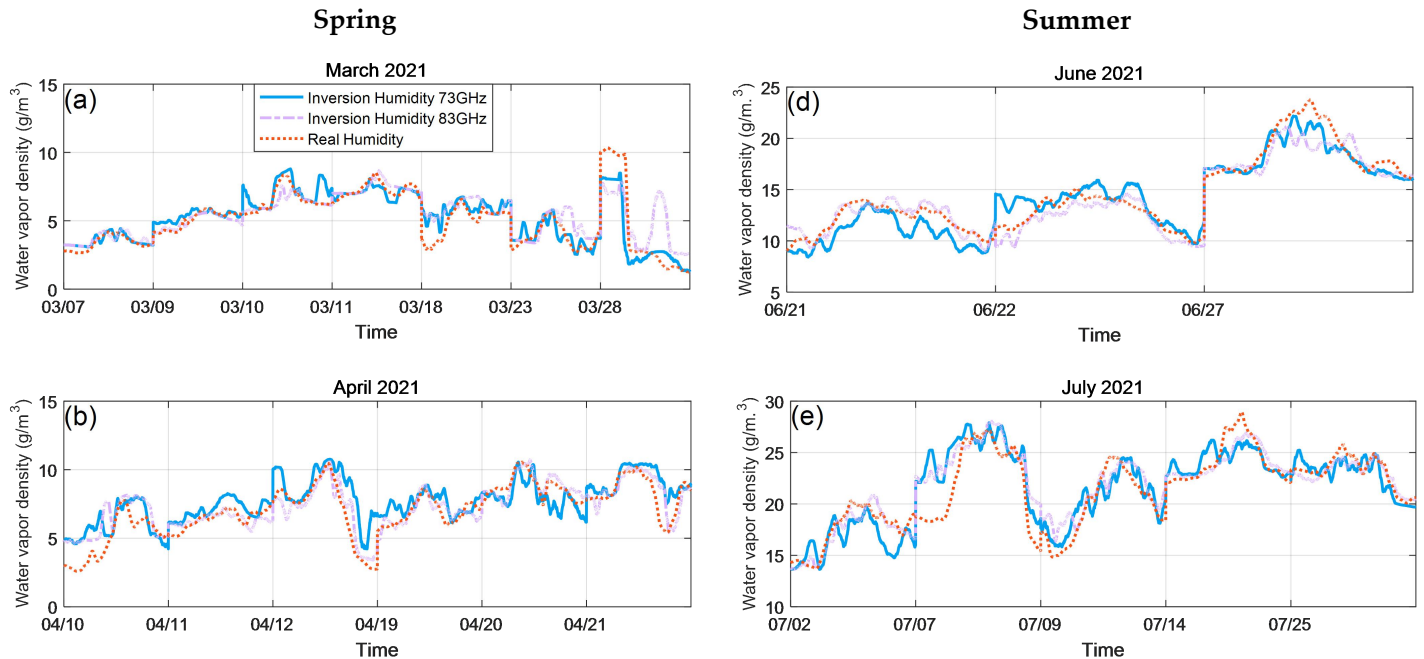 Spring
Summer
March 2021
(a)
Inversion Humidity 73GHz
Inversion Humidity 83GHz
Real Humidity
Water vapor density (g/m³)
15
10
5
0
03/07 03/09 03/10 03/11 03/18 03/23 03/28
Time
June 2021
(d)
Water vapor density (g/m.³)
25
20
15
10
5
06/21 06/22 06/27
Time
April 2021
(b)
Water vapor density (g/m³)
15
10
5
0
04/10 04/11 04/12 04/19 04/20 04/21
Time
July 2021
(e)
Water vapor density (g/m.³)
30
25
20
15
10
07/02 07/07 07/09 07/14 07/25
Time